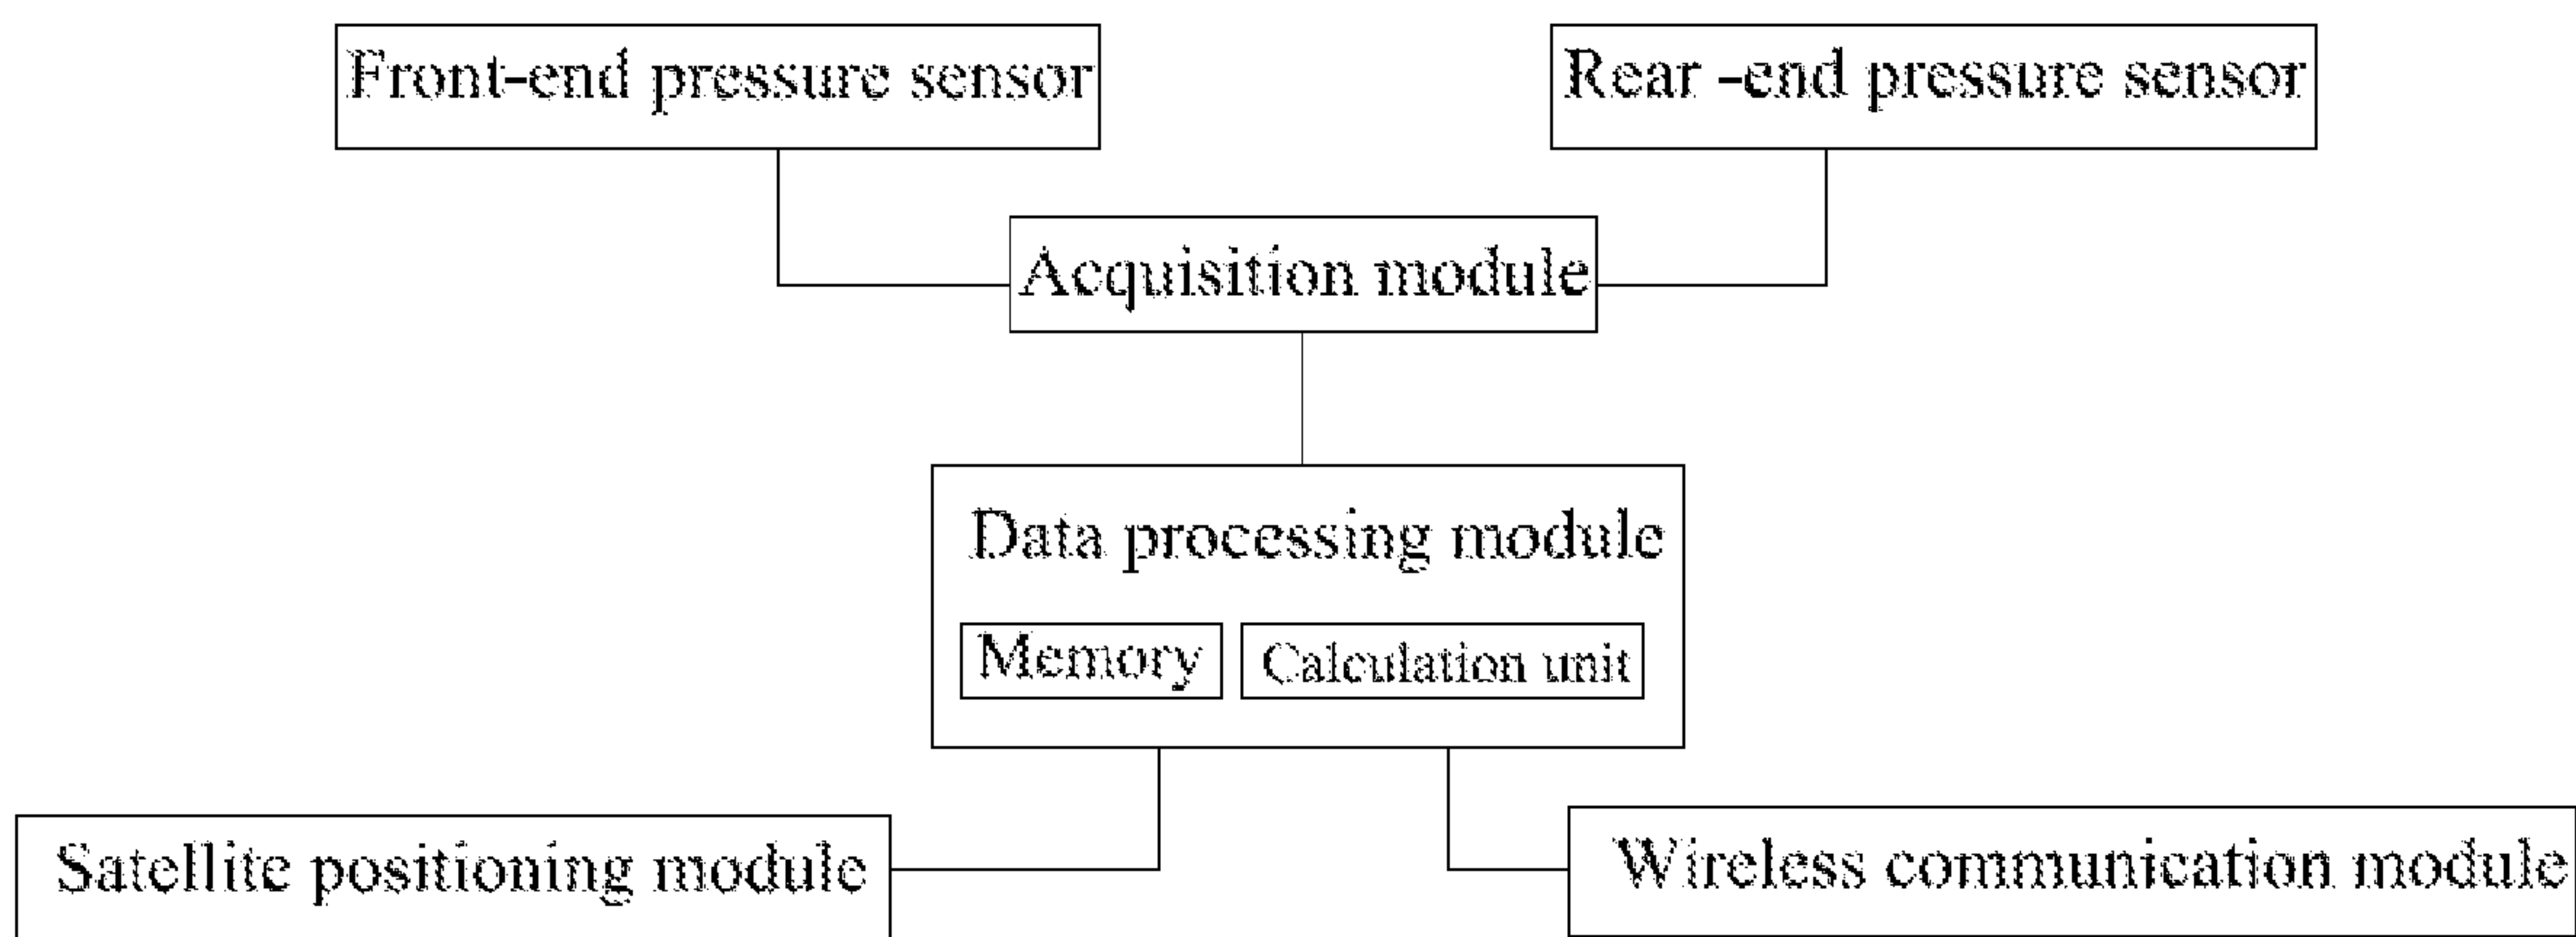 Front-end pressure sensor
Rear -end pressure sensor
Acquisition module
Data processing module
Memory
Calculation unit
Satellite positioning module
Wireless communication module